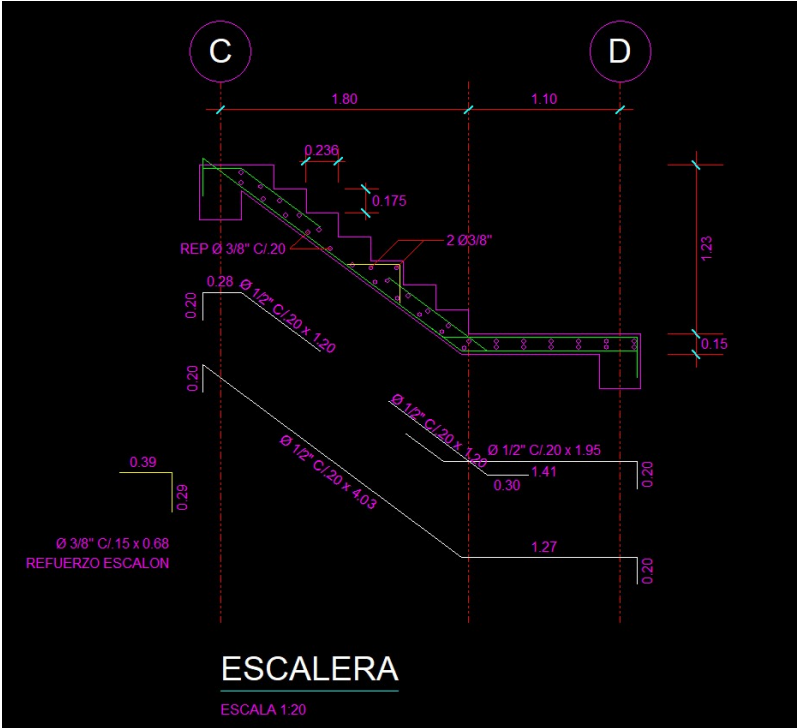 C
D
1.80
1.10
0.236
0.175
REP Ø 3/8" C/.20
2 Ø3/8"
1.23
0.15
0.28
0.20
Ø 1/2" C/.20 x 1.20
0.20
Ø 1/2" C/.20 x 4.03
Ø 1/2" C/.20 x 1.20
Ø 1/2" C/.20 x 1.95
1.41
0.30
0.20
0.39
0.29
Ø 3/8" C/.15 x 0.68
REFUERZO ESCALON
1.27
0.20
ESCALERA
ESCALA 1:20